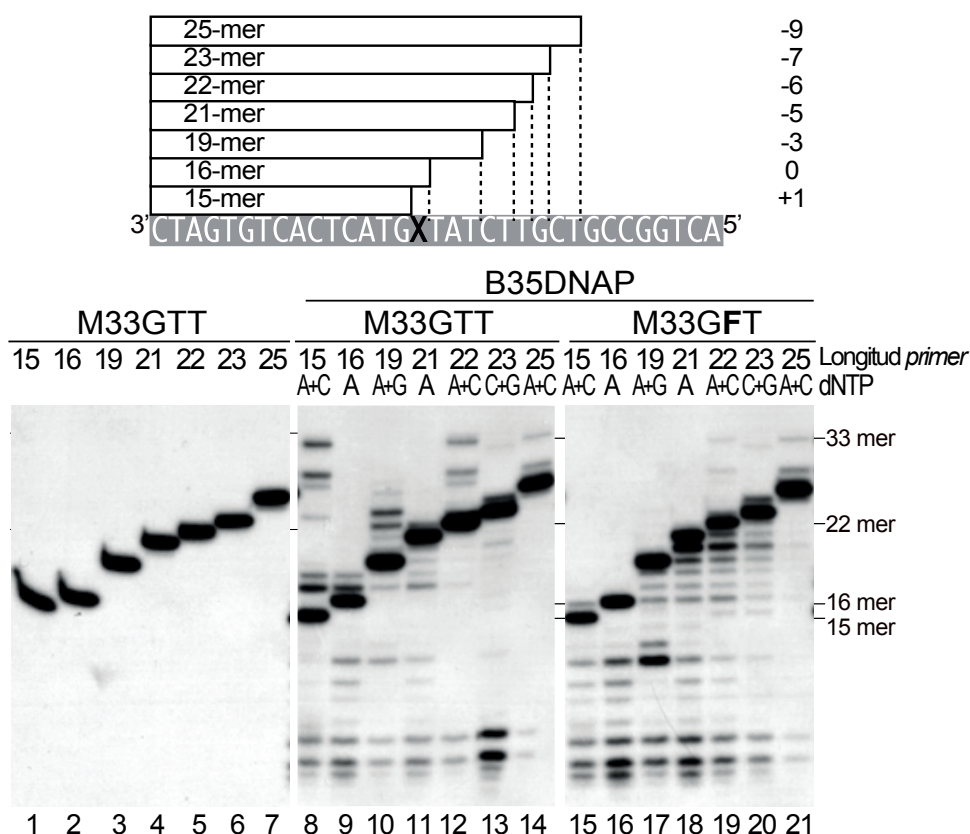 25-mer -9
23-mer -7
22-mer -6
21-mer -5
19-mer -3
16-mer 0
15-mer +1
3' CTAGTGTCACTCATGXTATCTTGCTGCCGGTCA 5'
B35DNAP
M33GTT M33GTT M33GFT
15 16 19 21 22 23 25 15 16 19 21 22 23 25 15 16 19 21 22 23 25 Longitud primer
A+C A A+G A A+C C+G A+C A+C A A+G A A+C C+G A+C dNTP
33 mer
22 mer
16 mer
15 mer
1 2 3 4 5 6 7 8 9 10 11 12 13 14 15 16 17 18 19 20 21